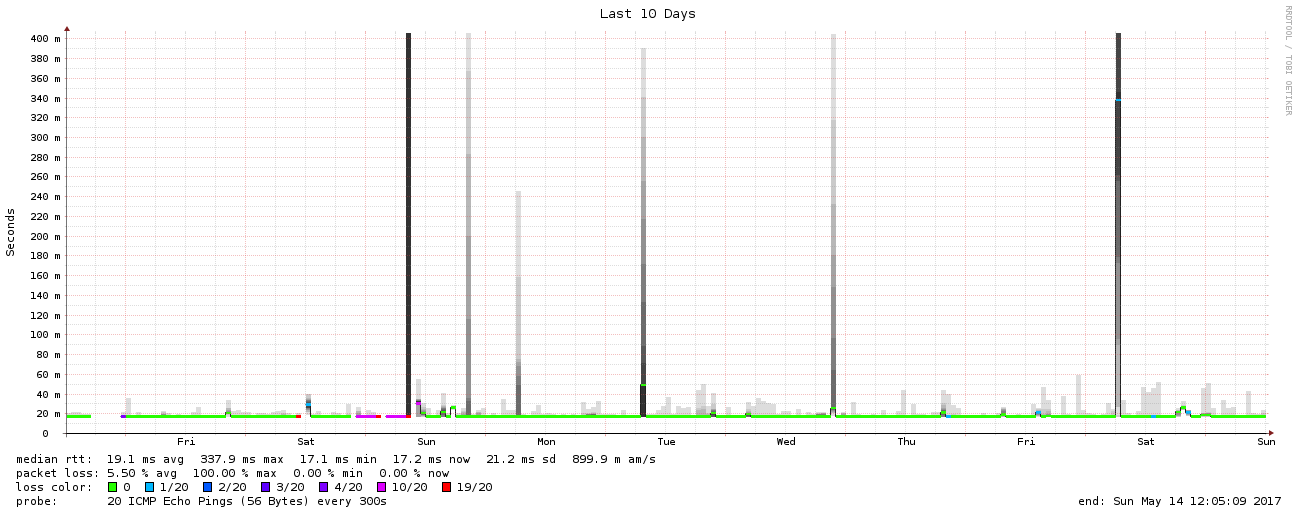 Last 10 Days
RRDTOOL / TOBI OETIKER
Seconds
400 m
380 m
360 m
340 m
320 m
300 m
280 m
260 m
240 m
220 m
200 m
180 m
160 m
140 m
120 m
100 m
80 m
60 m
40 m
20 m
0
Fri Sat Sun Mon Tue Wed Thu Fri Sat Sun
median rtt: 19.1 ms avg 337.9 ms max 17.1 ms min 17.2 ms now 21.2 ms sd 899.9 m am/s
packet loss: 5.50 % avg 100.00 % max 0.00 % min 0.00 % now
loss color: 0 1/20 2/20 3/20 4/20 10/20 19/20
probe: 20 ICMP Echo Pings (56 Bytes) every 300s end: Sun May 14 12:05:09 2017